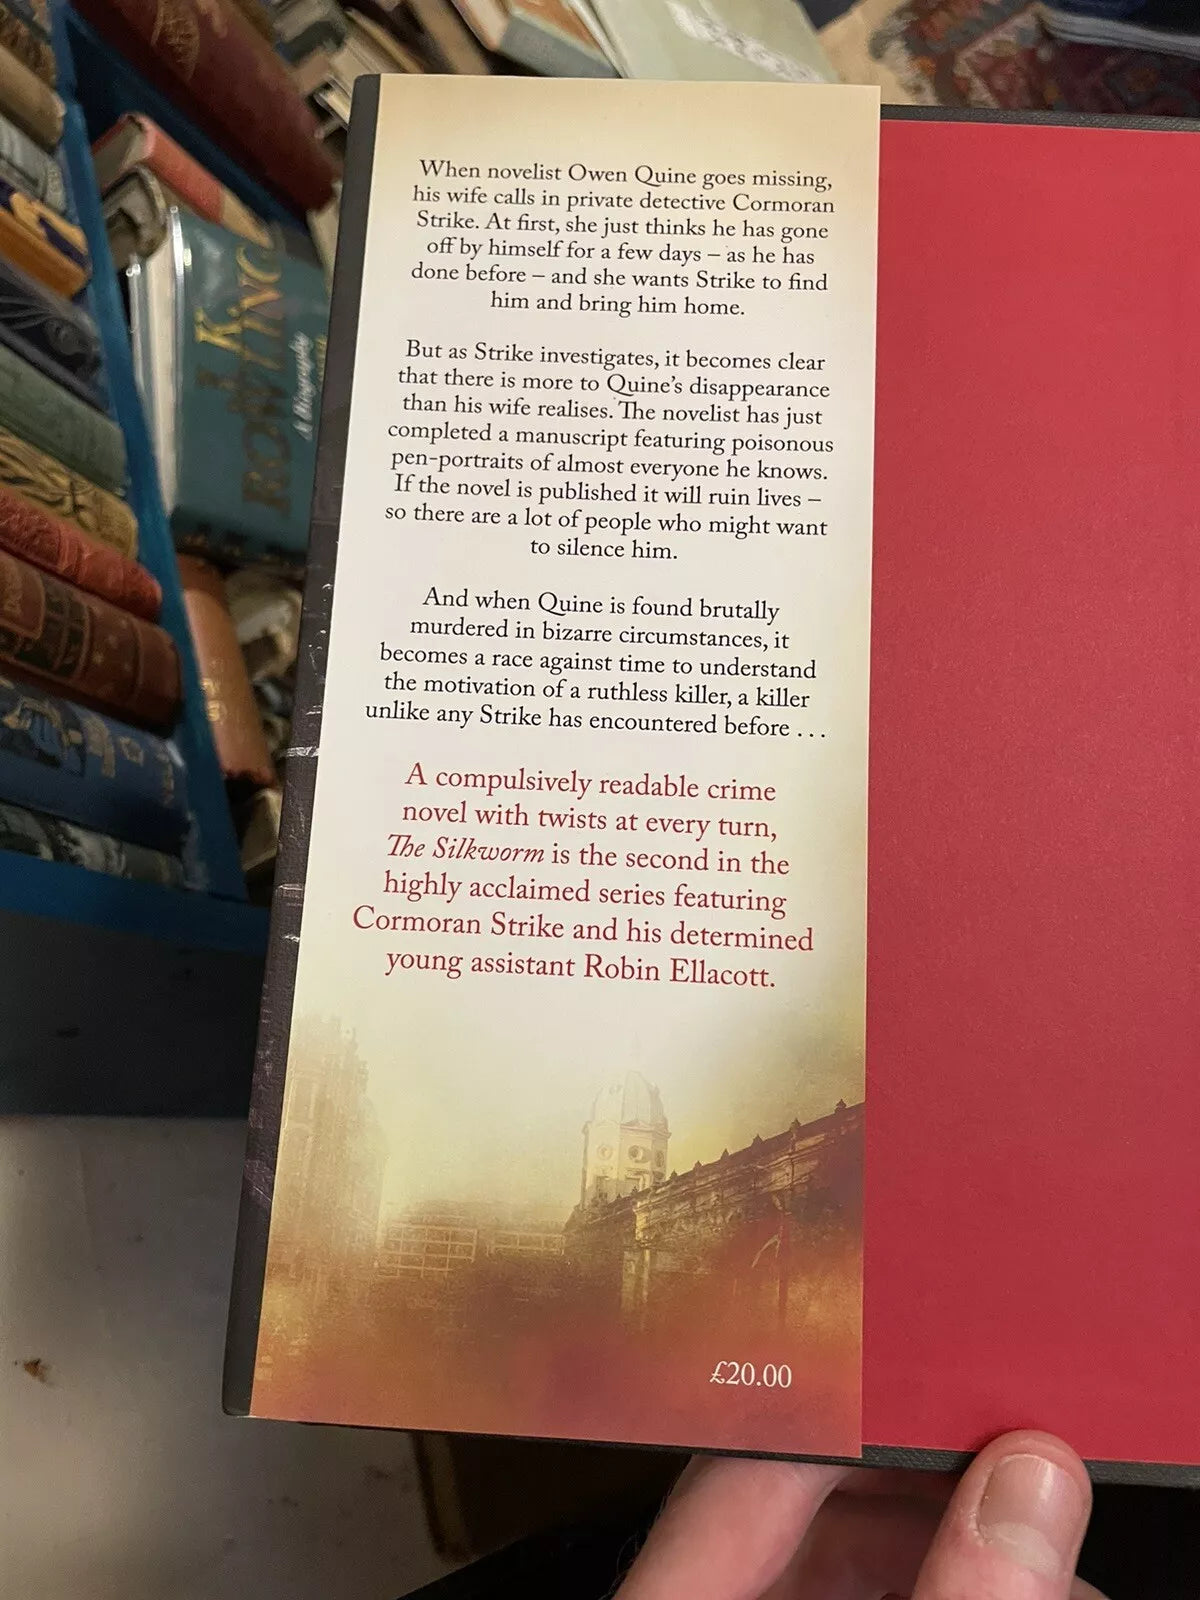 When novelist Owen Quine goes missing,
his wife calls in private detective Cormoran
Strike. At first, she just thinks he has gone
off by himself for a few days – as he has
done before – and she wants Strike to find
him and bring him home.
But as Strike investigates, it becomes clear
that there is more to Quine's disappearance
than his wife realises. The novelist has just
completed a manuscript featuring poisonous
pen-portraits of almost everyone he knows.
If the novel is published it will ruin lives –
so there are a lot of people who might want
to silence him.
And when Quine is found brutally
murdered in bizarre circumstances, it
becomes a race against time to understand
the motivation of a ruthless killer, a killer
unlike any Strike has encountered before . . .
A compulsively readable crime
novel with twists at every turn,
The Silkworm is the second in the
highly acclaimed series featuring
Cormoran Strike and his determined
young assistant Robin Ellacott.
£20.00
K.
ROWLING
A Biography